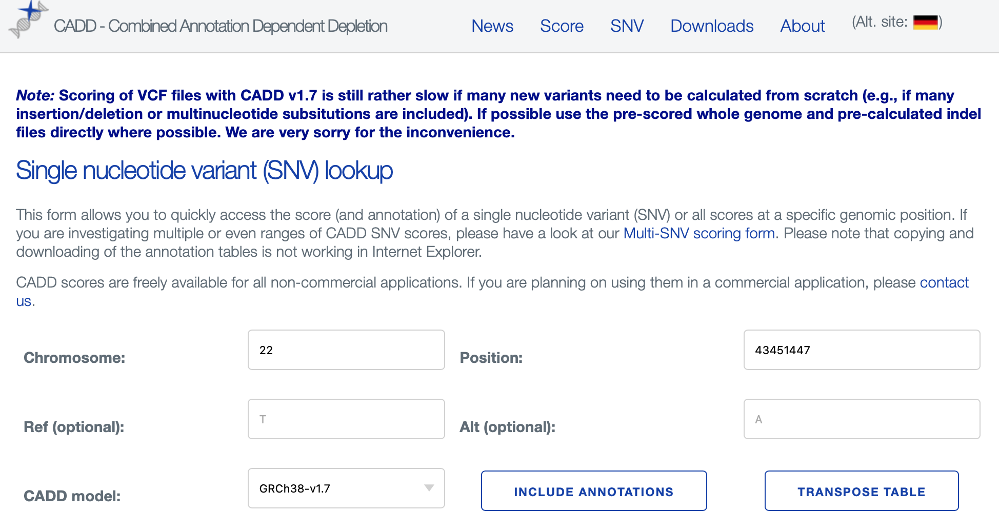 CADD - Combined Annotation Dependent Depletion
News Score SNV Downloads About (Alt. site: )
Note: Scoring of VCF files with CADD v1.7 is still rather slow if many new variants need to be calculated from scratch (e.g., if many
insertion/deletion or multinucleotide subsitutions are included). If possible use the pre-scored whole genome and pre-calculated indel
files directly where possible. We are very sorry for the inconvenience.
Single nucleotide variant (SNV) lookup
This form allows you to quickly access the score (and annotation) of a single nucleotide variant (SNV) or all scores at a specific genomic position. If
you are investigating multiple or even ranges of CADD SNV scores, please have a look at our Multi-SNV scoring form. Please note that copying and
downloading of the annotation tables is not working in Internet Explorer.
CADD scores are freely available for all non-commercial applications. If you are planning on using them in a commercial application, please contact
us.
Chromosome: 22 Position: 43451447
Ref (optional): T Alt (optional): A
CADD model: GRCh38-v1.7 INCLUDE ANNOTATIONS TRANSPOSE TABLE